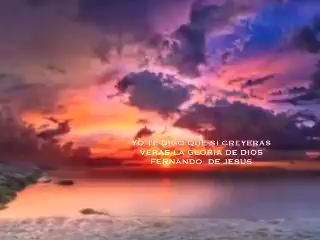 YO TE DIGO QUE SI CREYERAS
VERAS LA GLORIA DE DIOS
FERNANDO DE JESUS